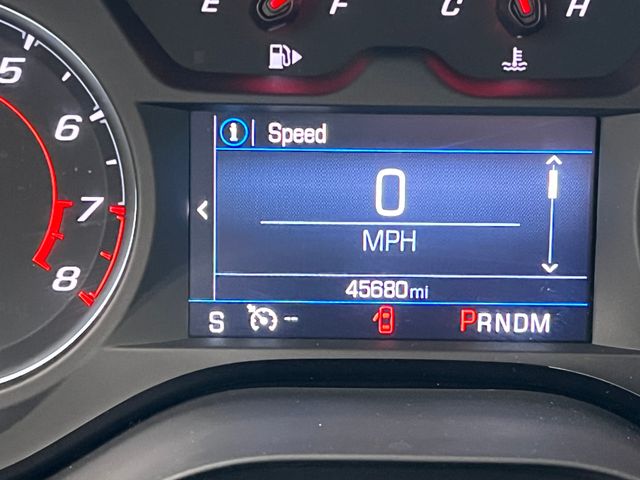 E F C H
5
6
7
8
i Speed
0
MPH
45680mi
S -- PRNDM